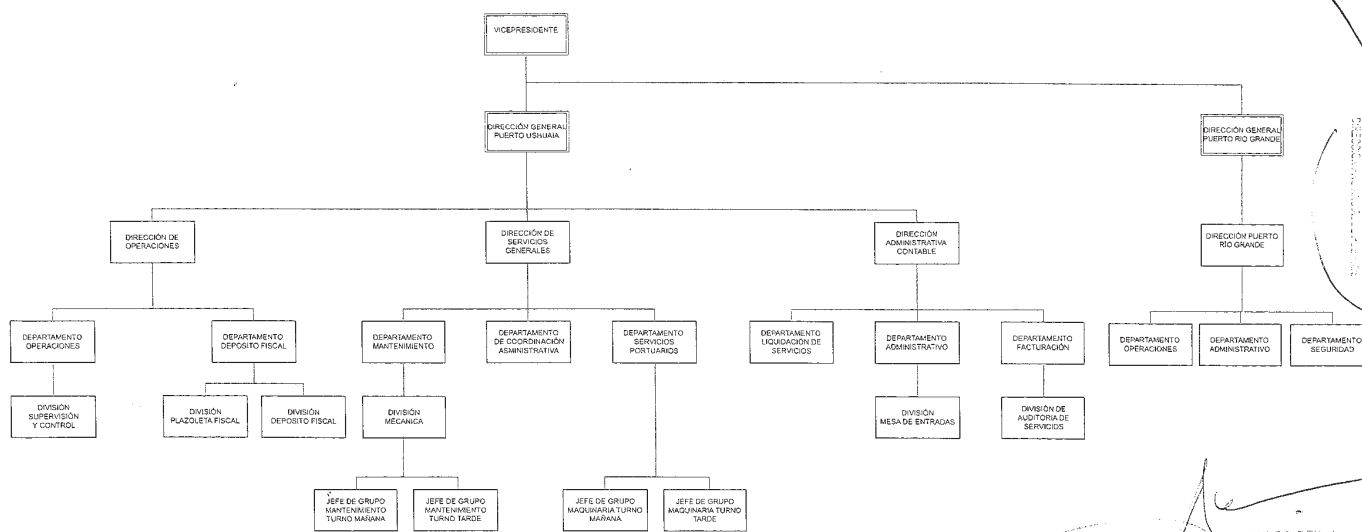 VICEPRESIDENTE
DIRECCIÓN GENERAL
PUERTO USHUAIA
DIRECCIÓN GENERAL
PUERTO RÍO GRANDE
DIRECCIÓN DE
OPERACIONES
DIRECCIÓN DE
SERVICIOS
GENERALES
DIRECCIÓN
ADMINISTRATIVA
CONTABLE
DIRECCIÓN PUERTO
RÍO GRANDE
DEPARTAMENTO
OPERACIONES
DEPARTAMENTO
DEPOSITO FISCAL
DEPARTAMENTO
MANTENIMIENTO
DEPARTAMENTO
DE COORDINACIÓN
ASMINISTRATIVA
DEPARTAMENTO
SERVICIOS
PORTUARIOS
DEPARTAMENTO
LIQUIDACIÓN DE
SERVICIOS
DEPARTAMENTO
ADMINISTRATIVO
DEPARTAMENTO
FACTURACIÓN
DEPARTAMENTO
OPERACIONES
DEPARTAMENTO
ADMINISTRATIVO
DEPARTAMENTO
SEGURIDAD
DIVISIÓN
SUPERVISIÓN
Y CONTROL
DIVISIÓN
PLAZOLETA FISCAL
DIVISIÓN
DEPOSITO FISCAL
DIVISIÓN
MECANICA
DIVISIÓN
MESA DE ENTRADAS
DIVISIÓN DE
AUDITORIA DE
SERVICIOS
JEFE DE GRUPO
MANTENIMIENTO
TURNO MAÑANA
JEFE DE GRUPO
MANTENIMIENTO
TURNO TARDE
JEFE DE GRUPO
MAQUINARIA TURNO
MAÑANA
JEFE DE GRUPO
MAQUINARIA TURNO
TARDE